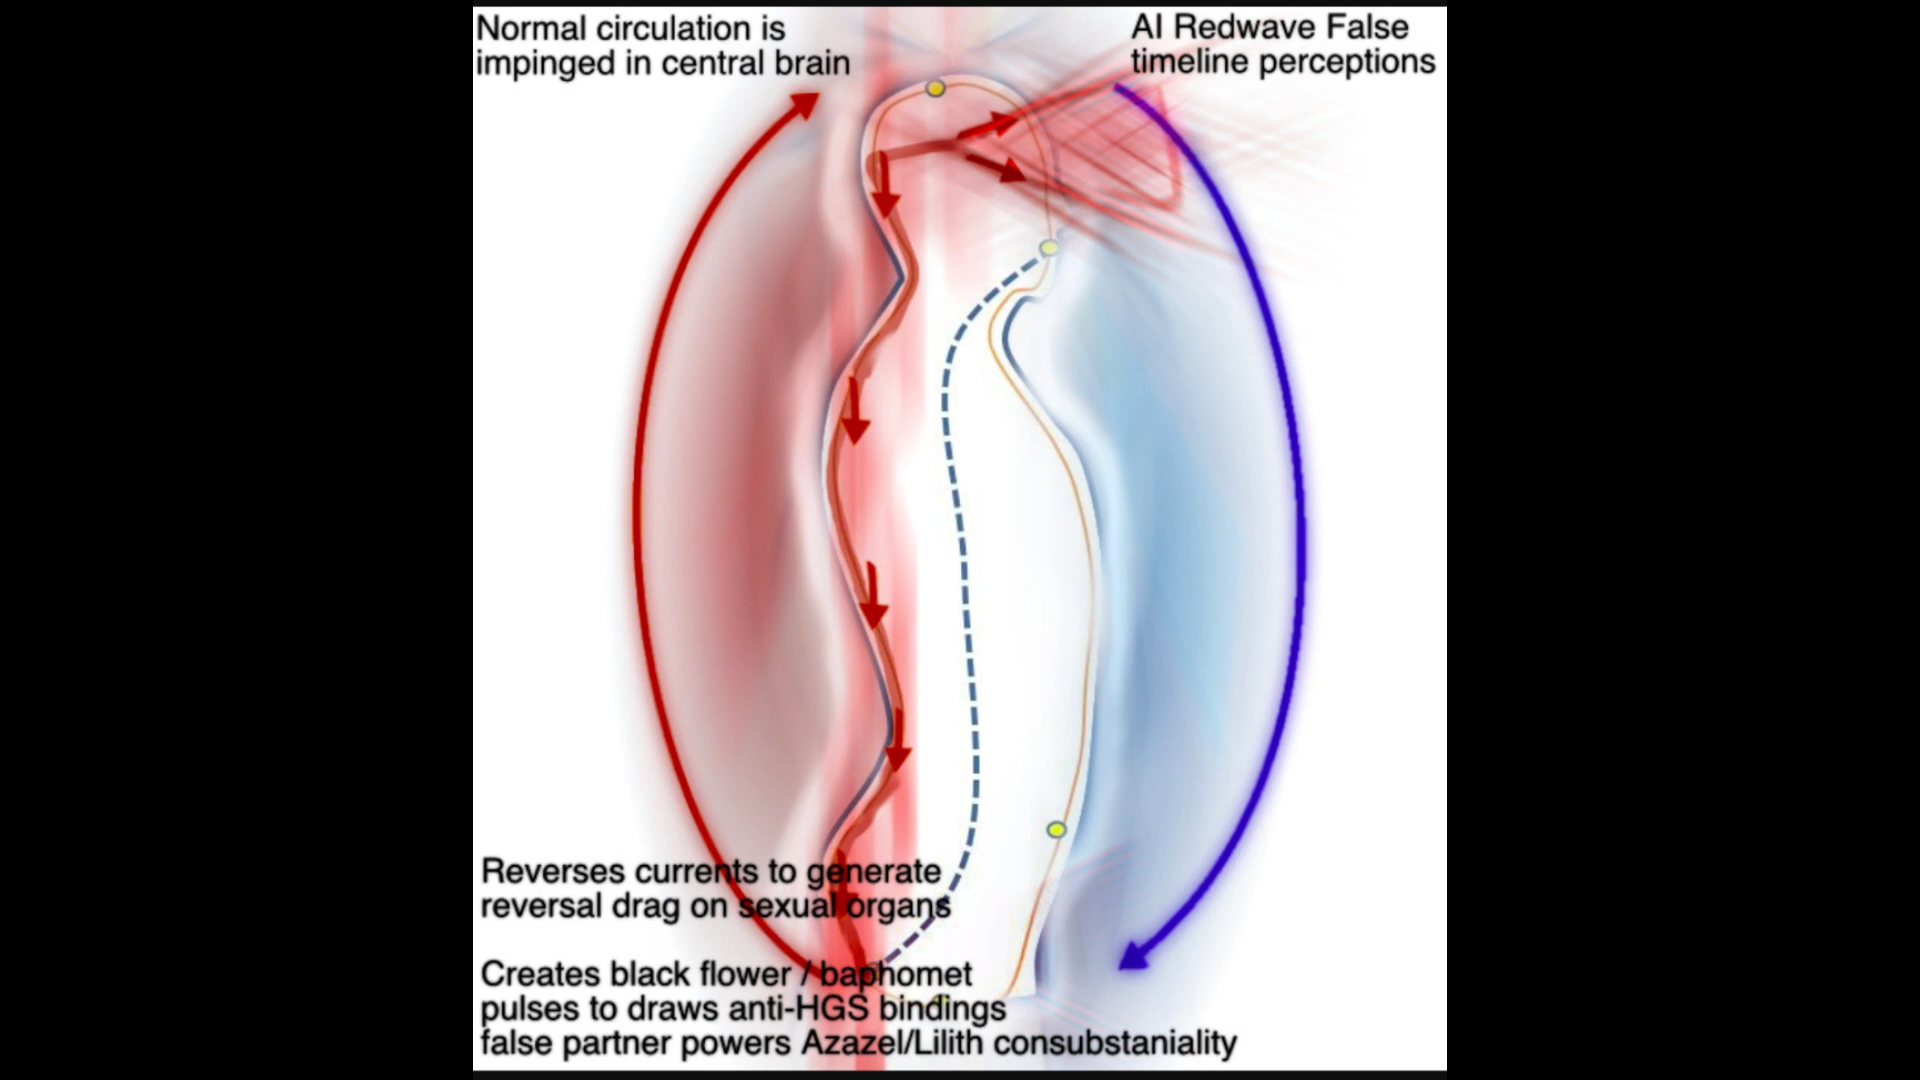 Normal circulation is
impinged in central brain
AI Redwave False
timeline perceptions
Reverses currents to generate
reversal drag on sexual organs
Creates black flower / baphomet
pulses to draws anti-HGS bindings
false partner powers Azazel/Lilith consubstaniality